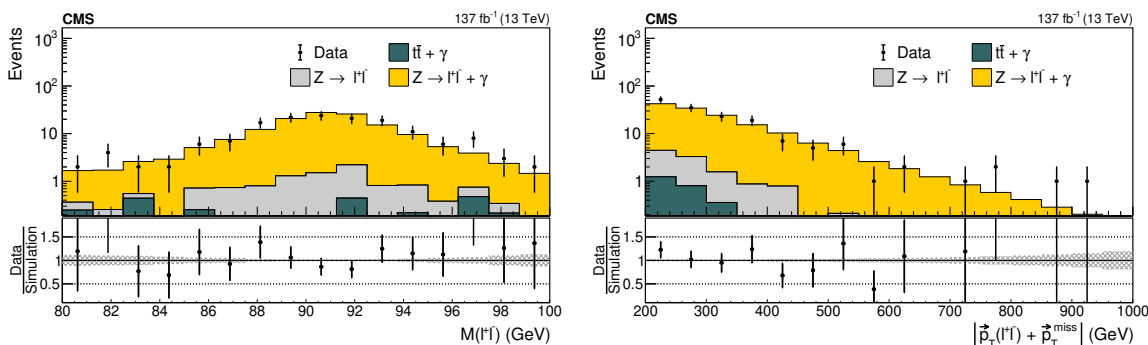 CMS 137 fb⁻¹ (13 TeV)
Events
10³
10²
10
1
Data
tt̄ + γ
Z → l⁺l⁻
Z → l⁺l⁻ + γ
Data
Simulation
1.5
1
0.5
80 82 84 86 88 90 92 94 96 98 100
M(l⁺l⁻) (GeV)
CMS 137 fb⁻¹ (13 TeV)
Events
10³
10²
10
1
Data
tt̄ + γ
Z → l⁺l⁻
Z → l⁺l⁻ + γ
Data
Simulation
1.5
1
0.5
200 300 400 500 600 700 800 900 1000
|p⃗_T(l⁺l⁻) + p⃗_T^miss| (GeV)